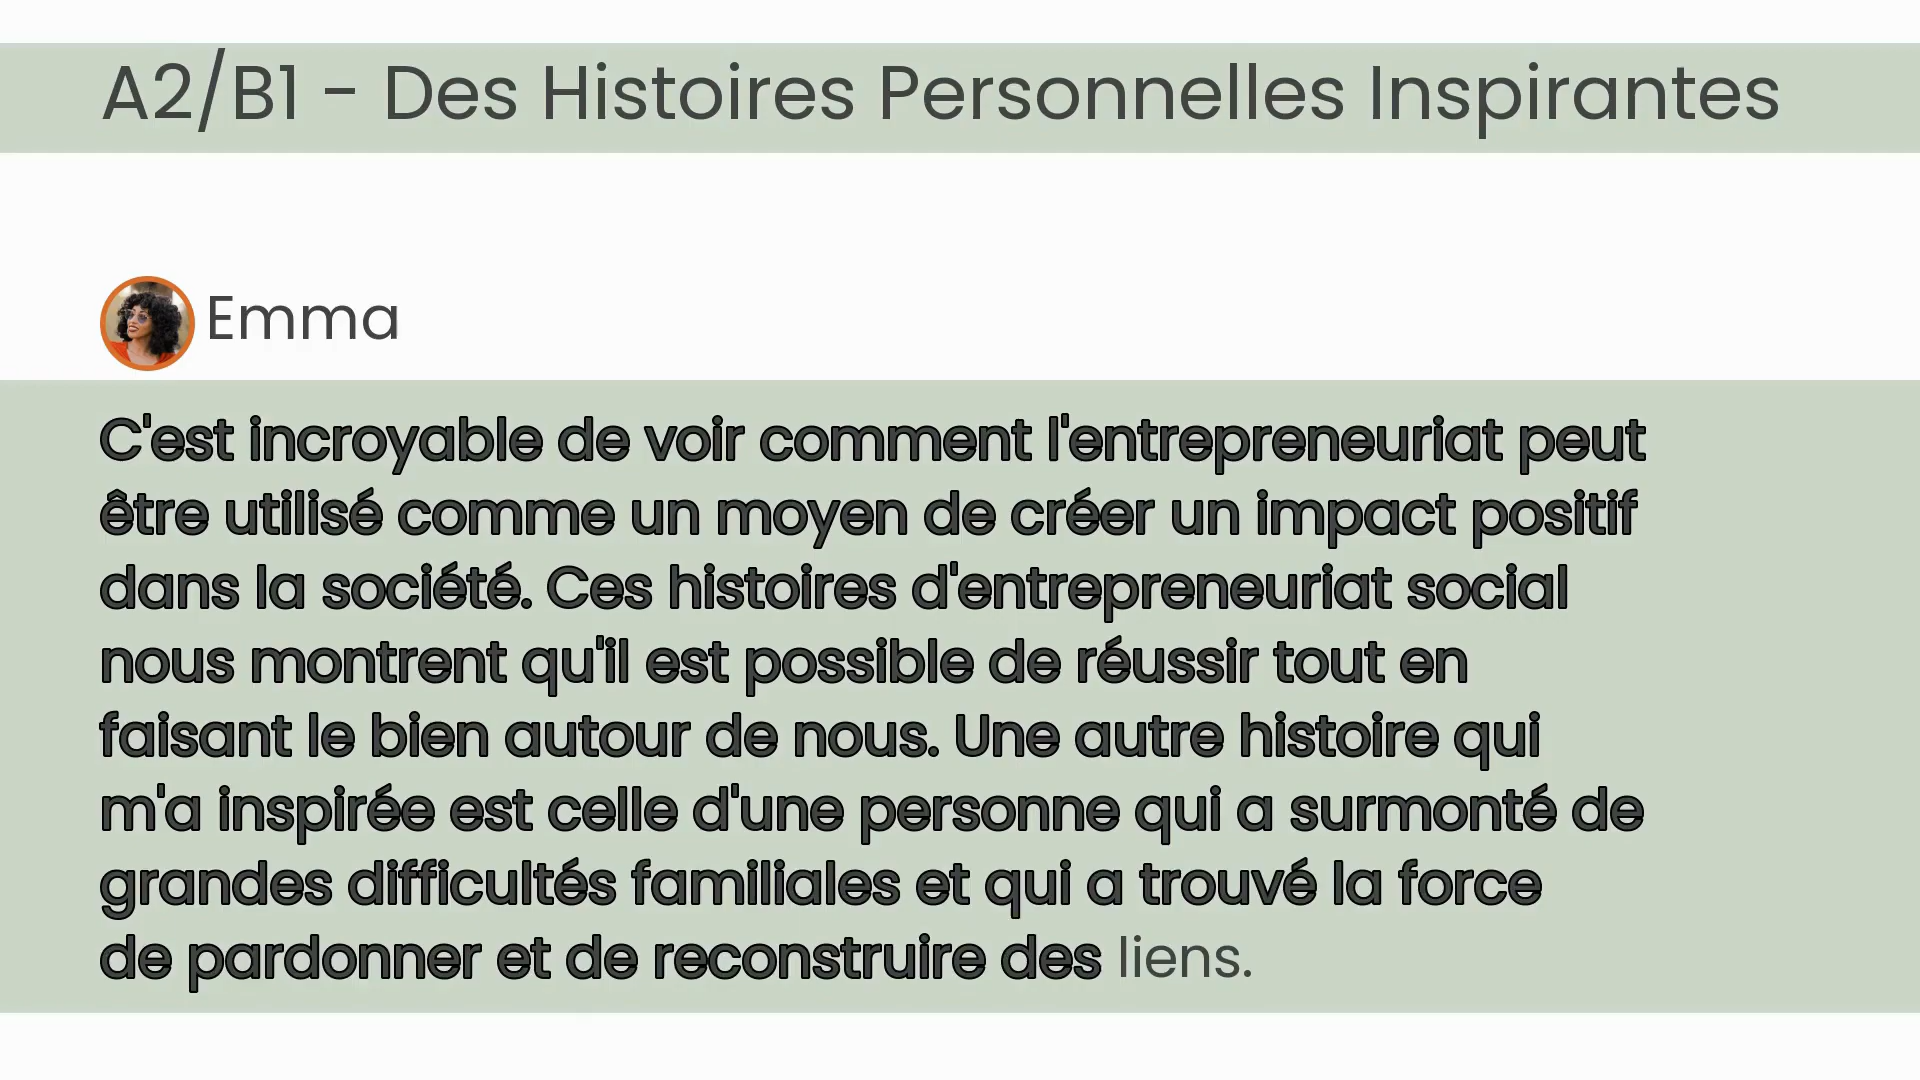 A2/B1 - Des Histoires Personnelles Inspirantes
Emma
C'est incroyable de voir comment l'entrepreneuriat peut
être utilisé comme un moyen de créer un impact positif
dans la société. Ces histoires d'entrepreneuriat social
nous montrent qu'il est possible de réussir tout en
faisant le bien autour de nous. Une autre histoire qui
m'a inspirée est celle d'une personne qui a surmonté de
grandes difficultés familiales et qui a trouvé la force
de pardonner et de reconstruire des liens.